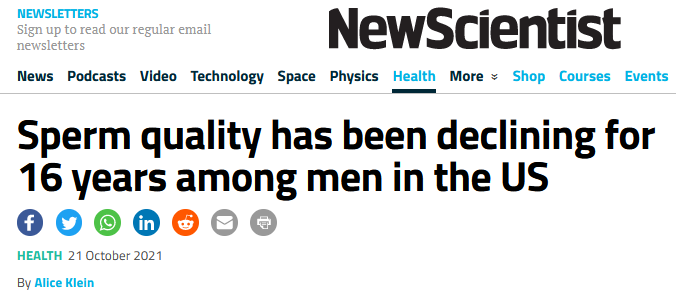 NEWSLETTERS
Sign up to read our regular email
newsletters
NewScientist
News Podcasts Video Technology Space Physics Health More Shop Courses Events
Sperm quality has been declining for
16 years among men in the US
HEALTH 21 October 2021
By Alice Klein